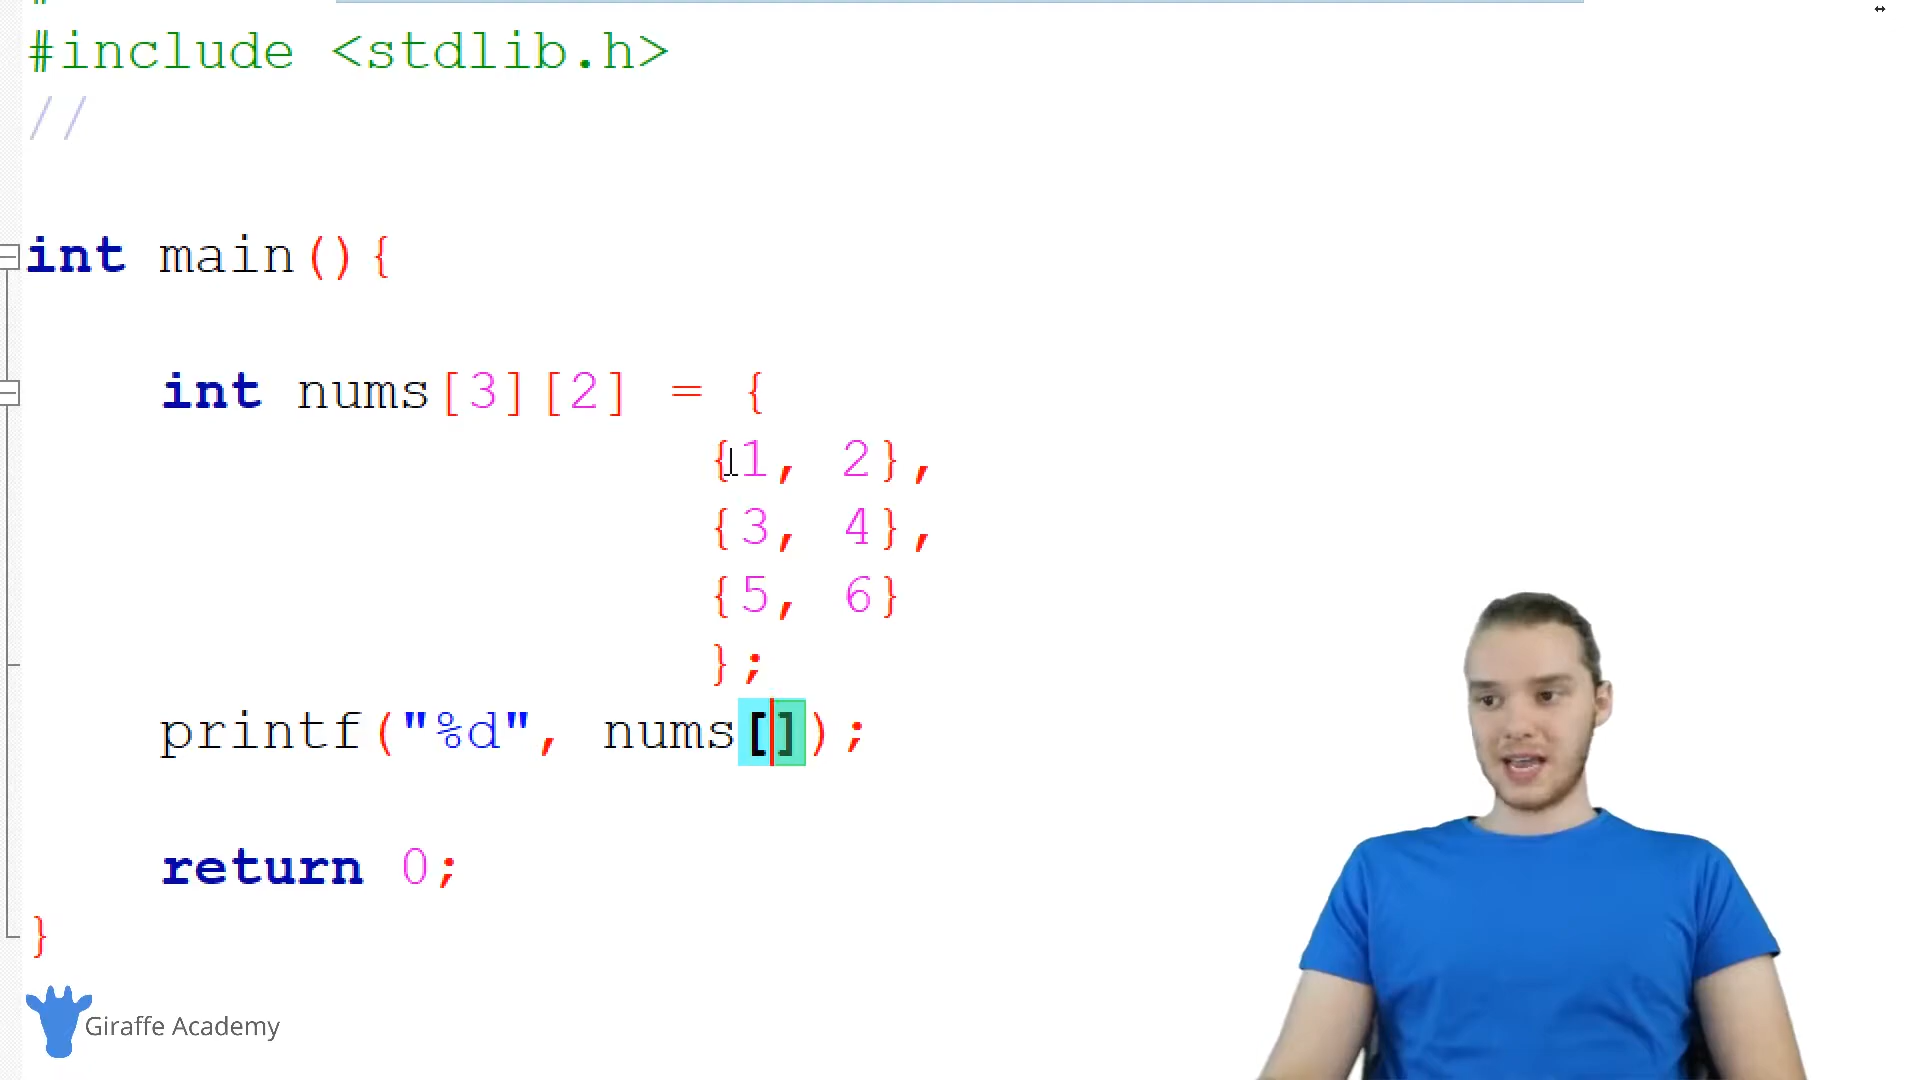 #include <stdlib.h>
//
int main(){
int nums[3][2] = {
{1, 2},
{3, 4},
{5, 6}
};
printf("%d", nums[]);
return 0;
}
Giraffe Academy